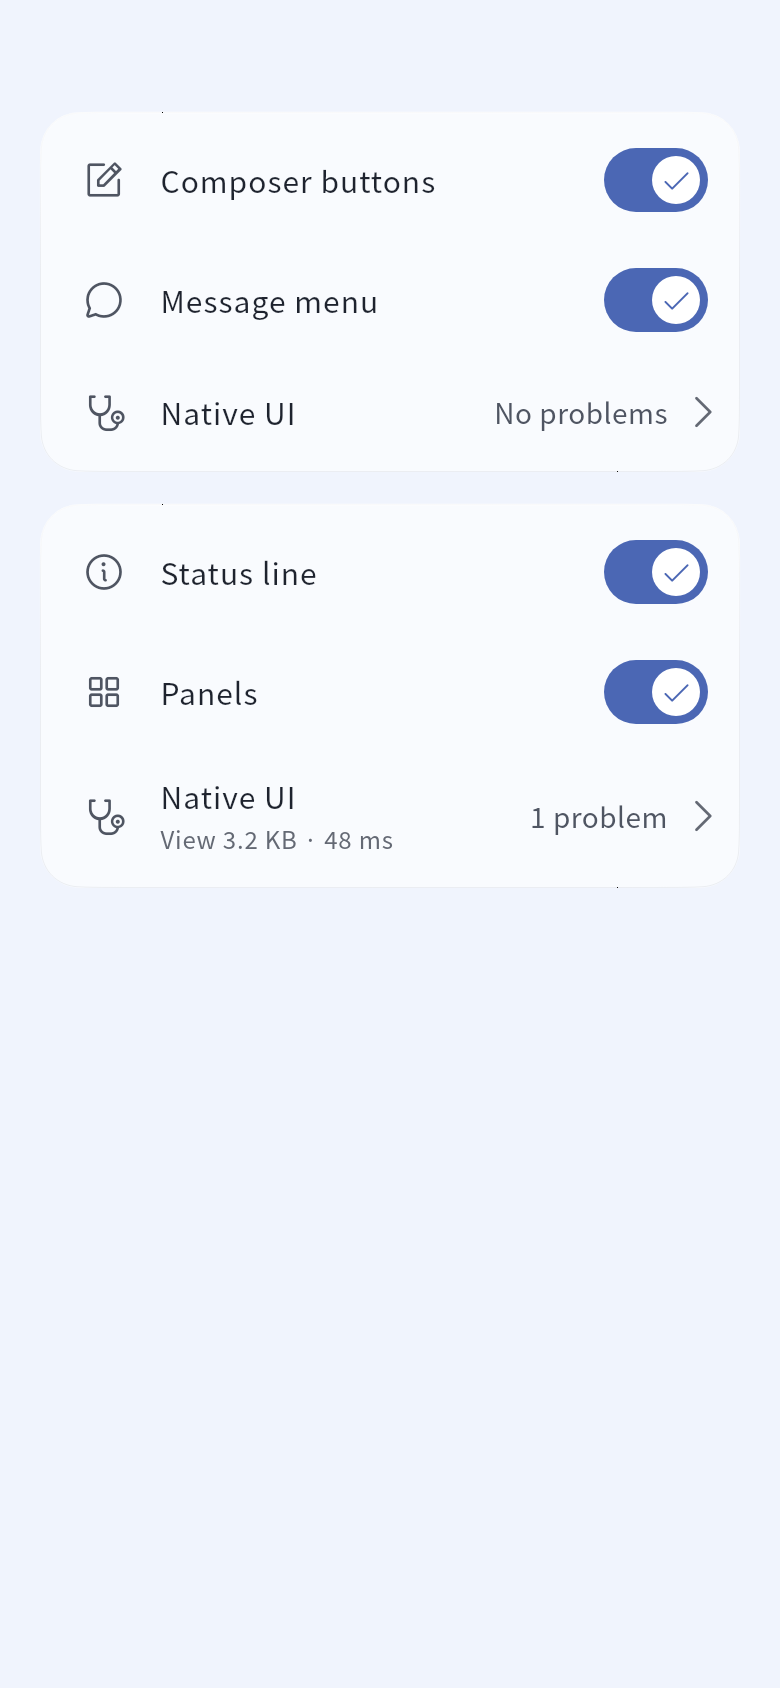 Composer buttons
Message menu
Native UI No problems
Status line
Panels
Native UI 1 problem
View 3.2 KB · 48 ms